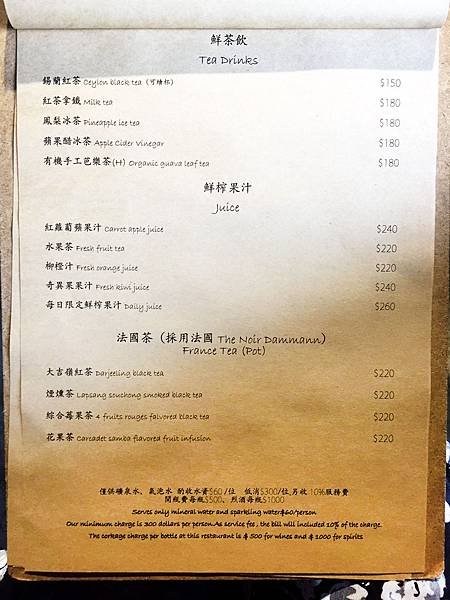 鮮茶飲
Tea Drinks
錫蘭紅茶 Ceylon black tea (可續杯) $150
紅茶拿鐵 Milk tea $180
鳳梨冰茶 Pineapple ice tea $180
蘋果醋冰茶 Apple Cider Vinegar $180
有機手工芭樂茶(H) Organic guava leaf tea $180
鮮榨果汁
Juice
紅蘿蔔蘋果汁 Carrot apple juice $240
水果茶 Fresh fruit tea $220
柳橙汁 Fresh orange juice $220
奇異果果汁 Fresh kiwi juice $240
每日限定鮮榨果汁 Daily juice $260
法國茶 (採用法國 The Noir Dammann)
France Tea (Pot)
大吉嶺紅茶 Darjeeling black tea $220
煙燻茶 Lapsang souchong smoked black tea $220
綜合莓果茶 4 fruits rouges falvored black tea $220
花果茶 Carcadet samba flavored fruit infusion $220
僅供礦泉水、氣泡水 酌收水資$60/位 低消$300/位,另收10%服務費
開瓶費每瓶$500、烈酒每瓶$1000
Serves only mineral water and sparkling water$60/person
Our minimum charge is 300 dollars per person.As service fee , the bill will included 10% of the charge.
The corkage charge per bottle at this restaurant is $ 500 for wines and $ 1000 for spirits